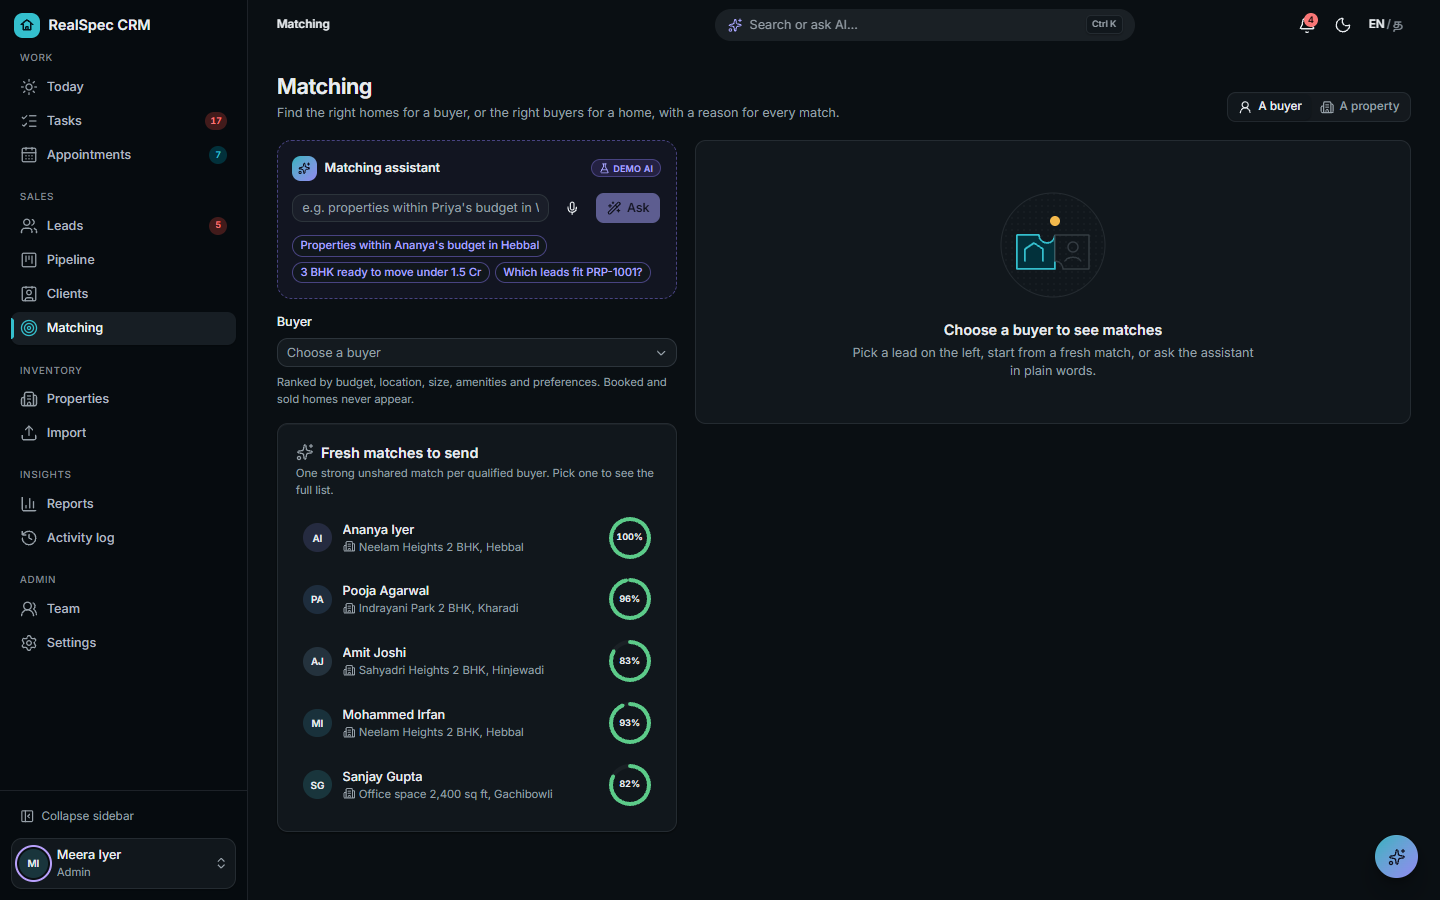 RealSpec CRM
WORK
Today
Tasks
17
Appointments
7
SALES
Leads
5
Pipeline
Clients
Matching
INVENTORY
Properties
Import
INSIGHTS
Reports
Activity log
ADMIN
Team
Settings
Collapse sidebar
MI
Meera Iyer
Admin
Matching
Search or ask AI...
Ctrl K
4
EN / த
Matching
Find the right homes for a buyer, or the right buyers for a home, with a reason for every match.
A buyer
A property
Matching assistant
DEMO AI
e.g. properties within Priya's budget in
Ask
Properties within Ananya's budget in Hebbal
3 BHK ready to move under 1.5 Cr
Which leads fit PRP-1001?
Buyer
Choose a buyer
Ranked by budget, location, size, amenities and preferences. Booked and
sold homes never appear.
Fresh matches to send
One strong unshared match per qualified buyer. Pick one to see the
full list.
AI
Ananya Iyer
Neelam Heights 2 BHK, Hebbal
100%
PA
Pooja Agarwal
Indrayani Park 2 BHK, Kharadi
96%
AJ
Amit Joshi
Sahyadri Heights 2 BHK, Hinjewadi
83%
MI
Mohammed Irfan
Neelam Heights 2 BHK, Hebbal
93%
SG
Sanjay Gupta
Office space 2,400 sq ft, Gachibowli
82%
Choose a buyer to see matches
Pick a lead on the left, start from a fresh match, or ask the assistant
in plain words.